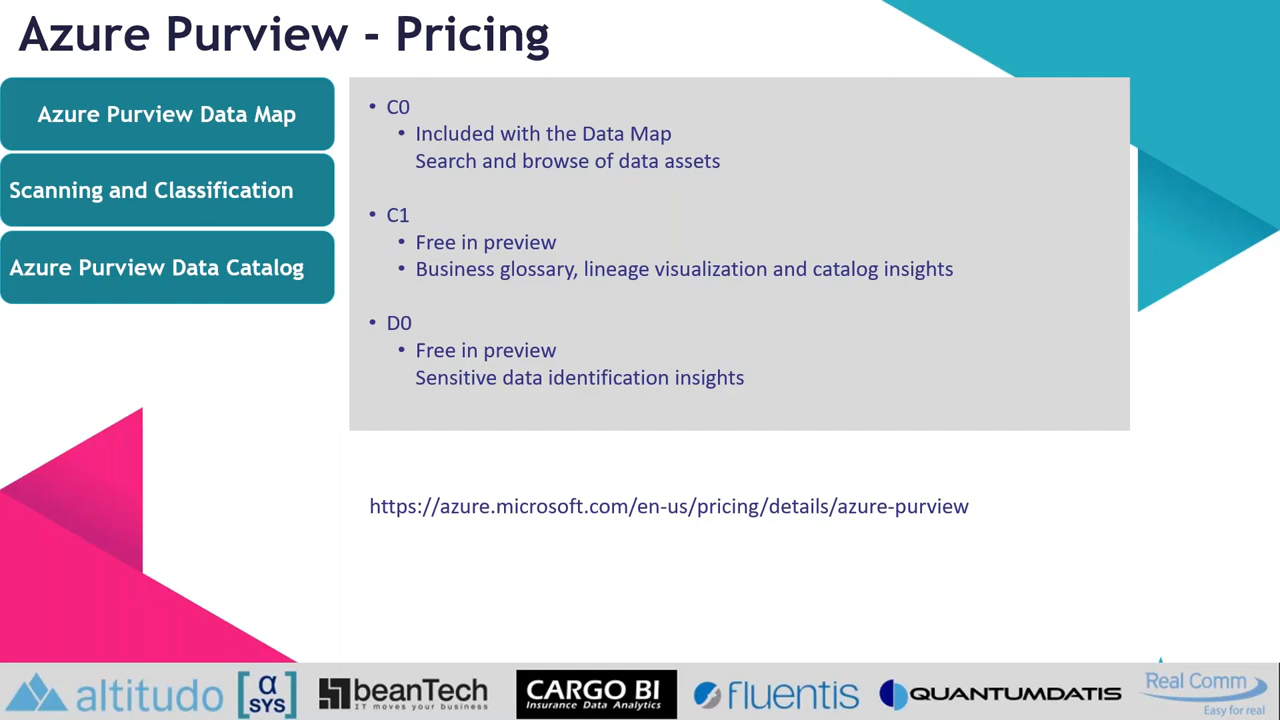 Azure Purview - Pricing
Azure Purview Data Map
Scanning and Classification
Azure Purview Data Catalog
• C0
• Included with the Data Map
Search and browse of data assets
• C1
• Free in preview
• Business glossary, lineage visualization and catalog insights
• D0
• Free in preview
Sensitive data identification insights
https://azure.microsoft.com/en-us/pricing/details/azure-purview
altitudo
α
SYS
beanTech
IT moves your business
CARGO BI
Insurance Data Analytics
fluentis
QUANTUMDATIS
Real Comm
Easy for real